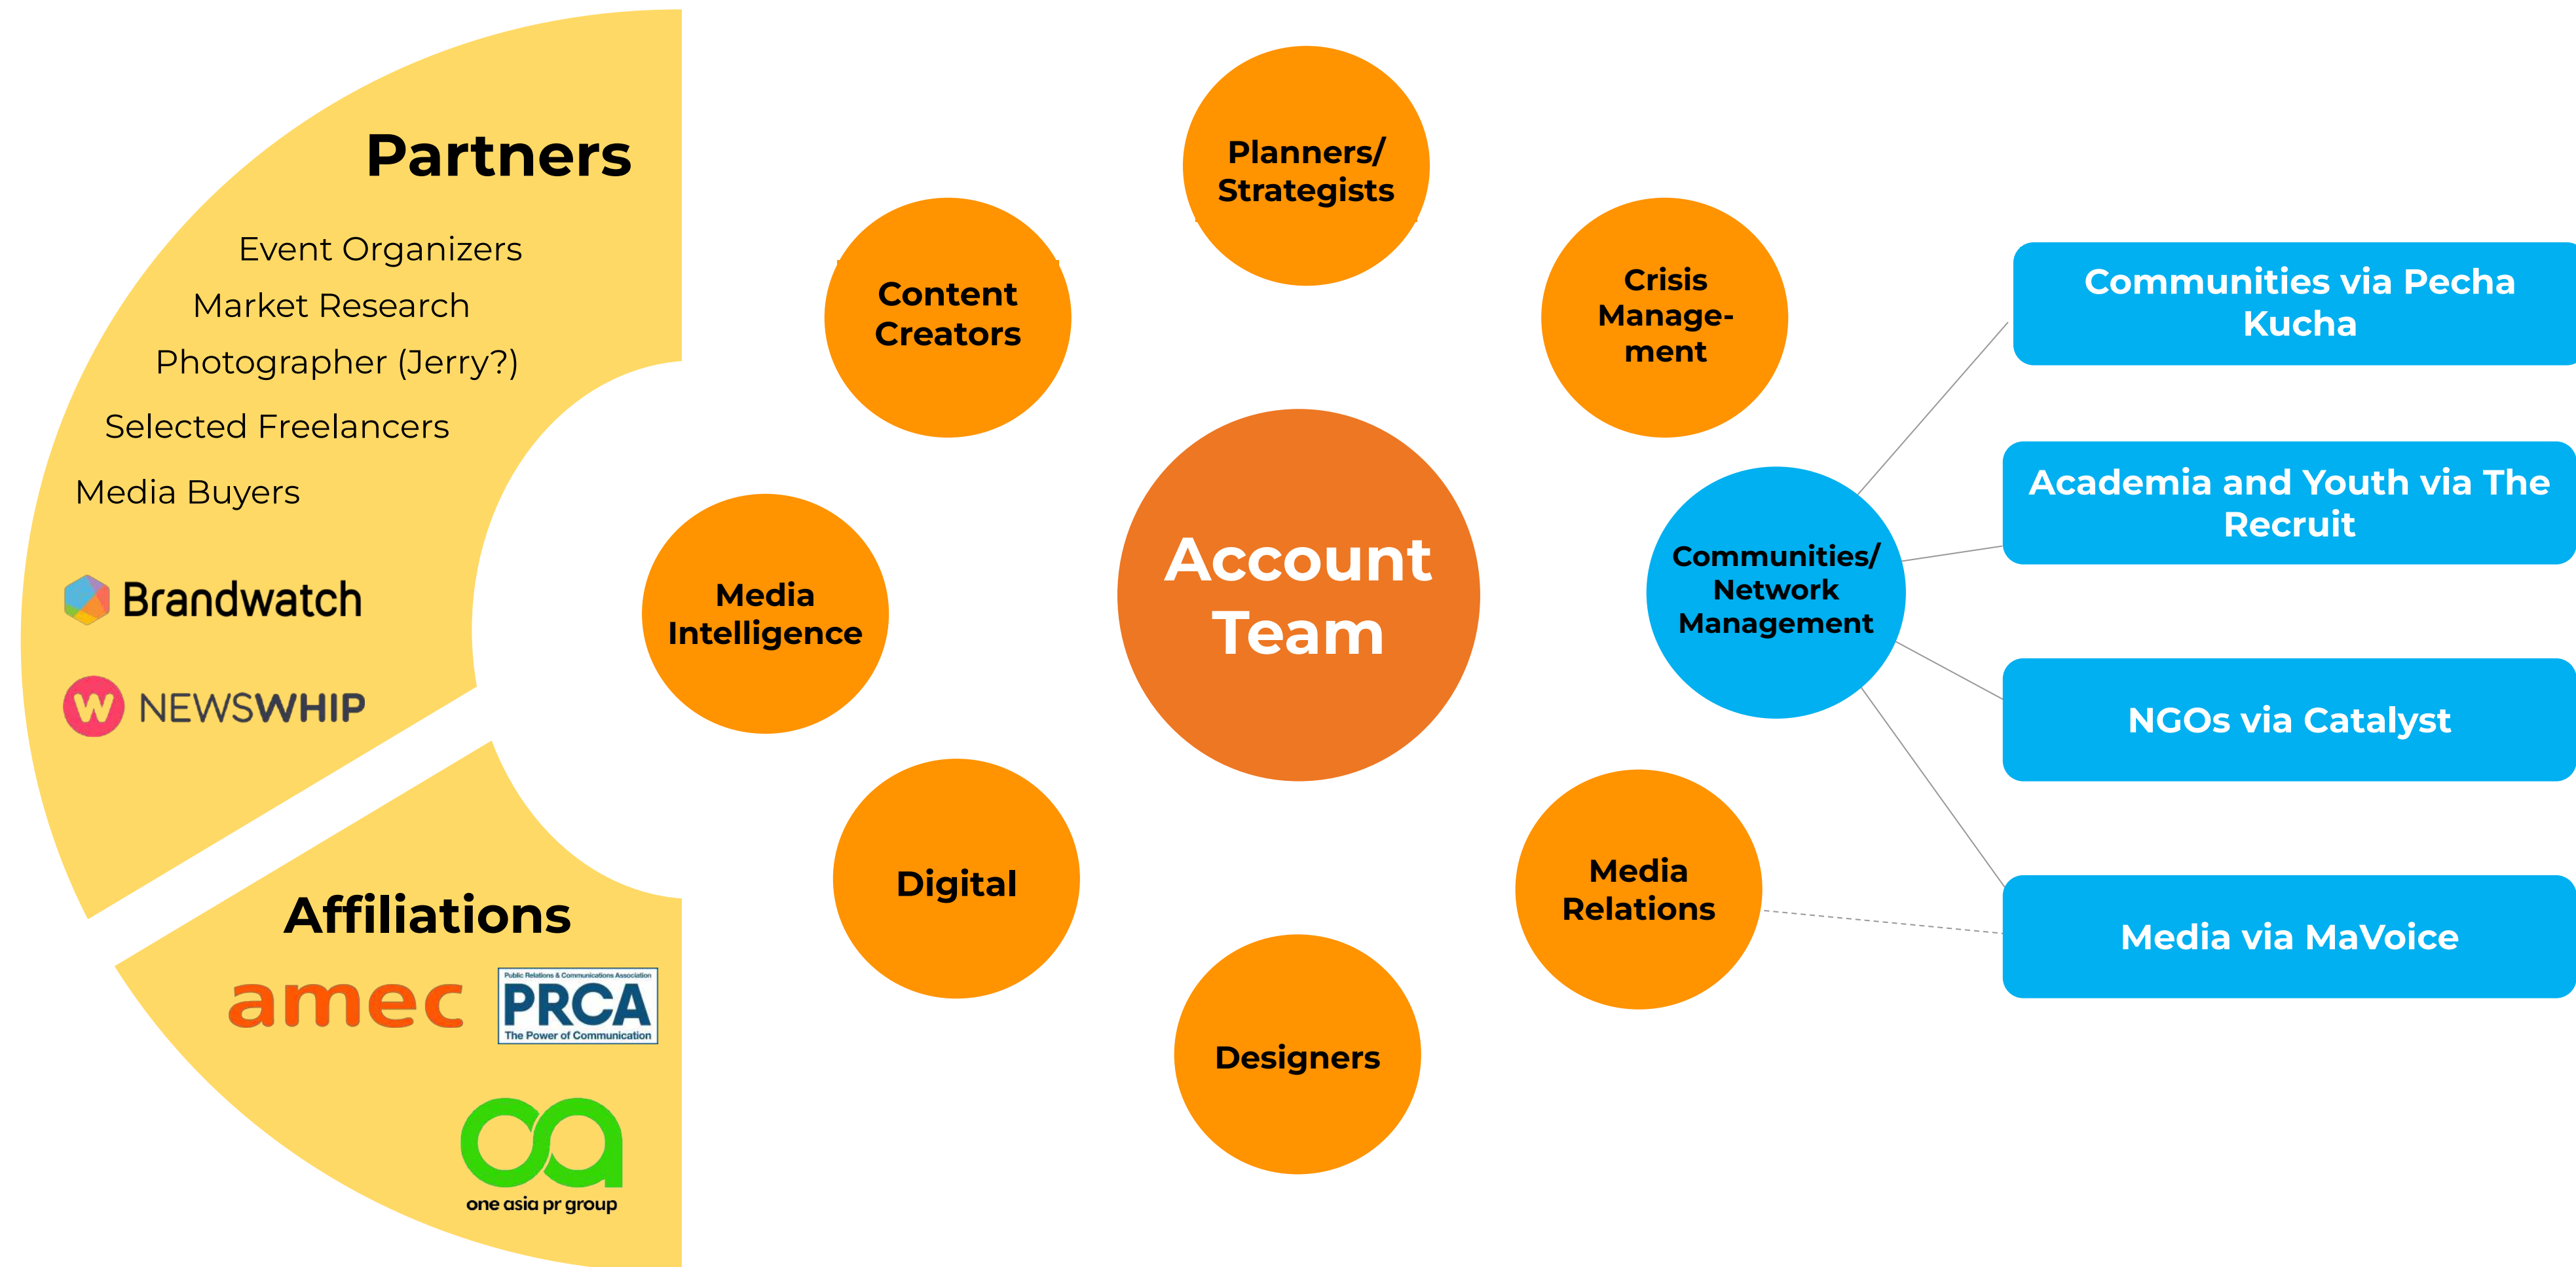 Partners
Event Organizers
Market Research
Photographer (Jerry?)
Selected Freelancers
Media Buyers
Brandwatch
W NEWSWHIP
Affiliations
amec
Public Relations & Communications Association
PRCA
The Power of Communication
oa
one asia pr group
Planners/
Strategists
Content
Creators
Crisis
Manage-
ment
Media
Intelligence
Account
Team
Communities/
Network
Management
Digital
Media
Relations
Designers
Communities via Pecha
Kucha
Academia and Youth via The
Recruit
NGOs via Catalyst
Media via MaVoice